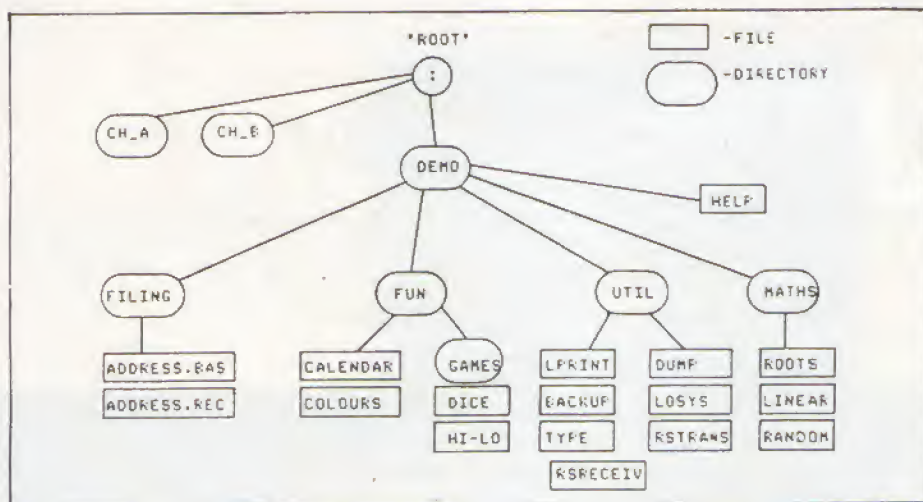 "ROOT"
-FILE
:
-DIRECTORY
CH_A CH_B
DEMO
HELP
FILING FUN UTIL MATHS
ADDRESS.BAS CALENDAR GAMES LPRINT DUMP ROOTS
ADDRESS.REC COLOURS DICE BACKUP LOSYS LINEAR
HI-LO TYPE RSTRANS RANDOM
RSRECEIV